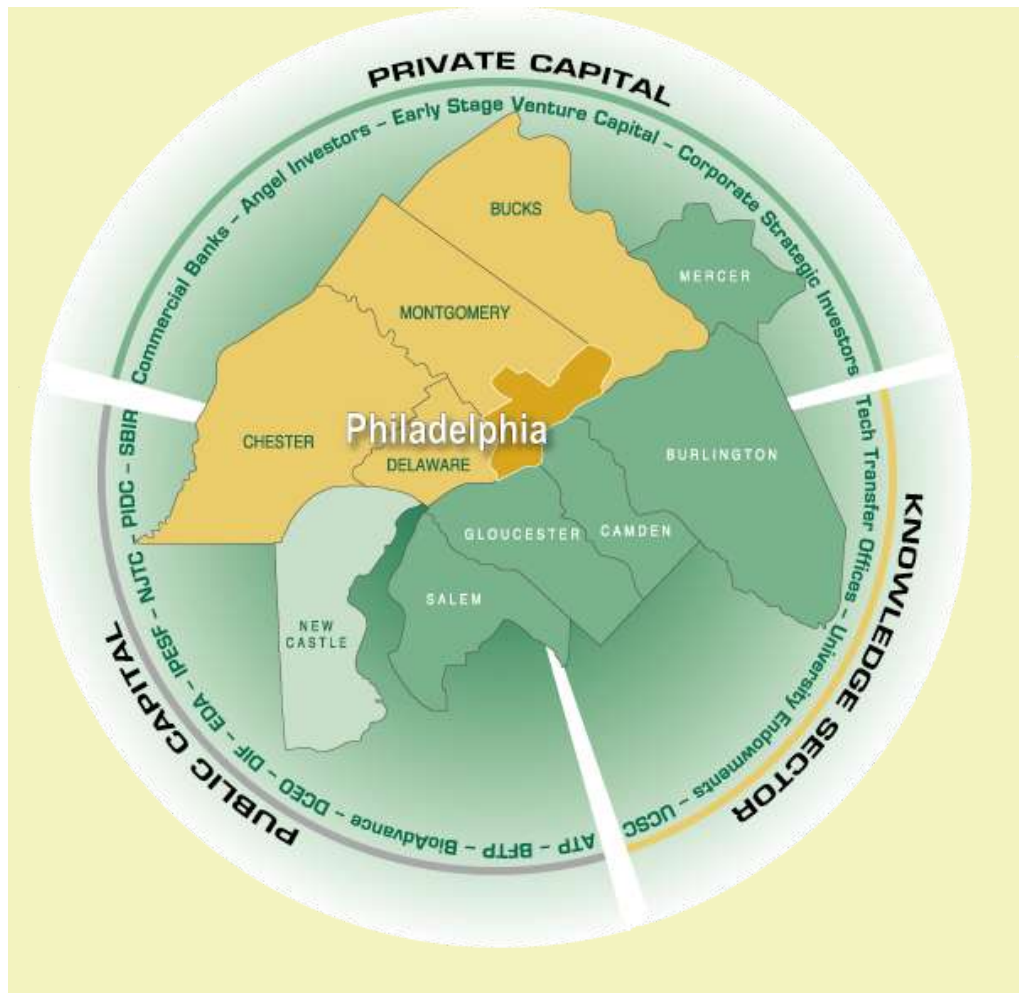 PRIVATE CAPITAL
Commercial Banks – Angel Investors – Early Stage Venture Capital – Corporate Strategic Investors
KNOWLEDGE SECTOR
Tech Transfer Offices – University Endowments – UCSC
PUBLIC CAPITAL
ATP – BFTP – BioAdvance – DCEO – DIF – EDA – IPESF – NJTC – PIDC – SBIR
BUCKS
MERCER
MONTGOMERY
Philadelphia
CHESTER
DELAWARE
BURLINGTON
GLOUCESTER
CAMDEN
SALEM
NEW
CASTLE